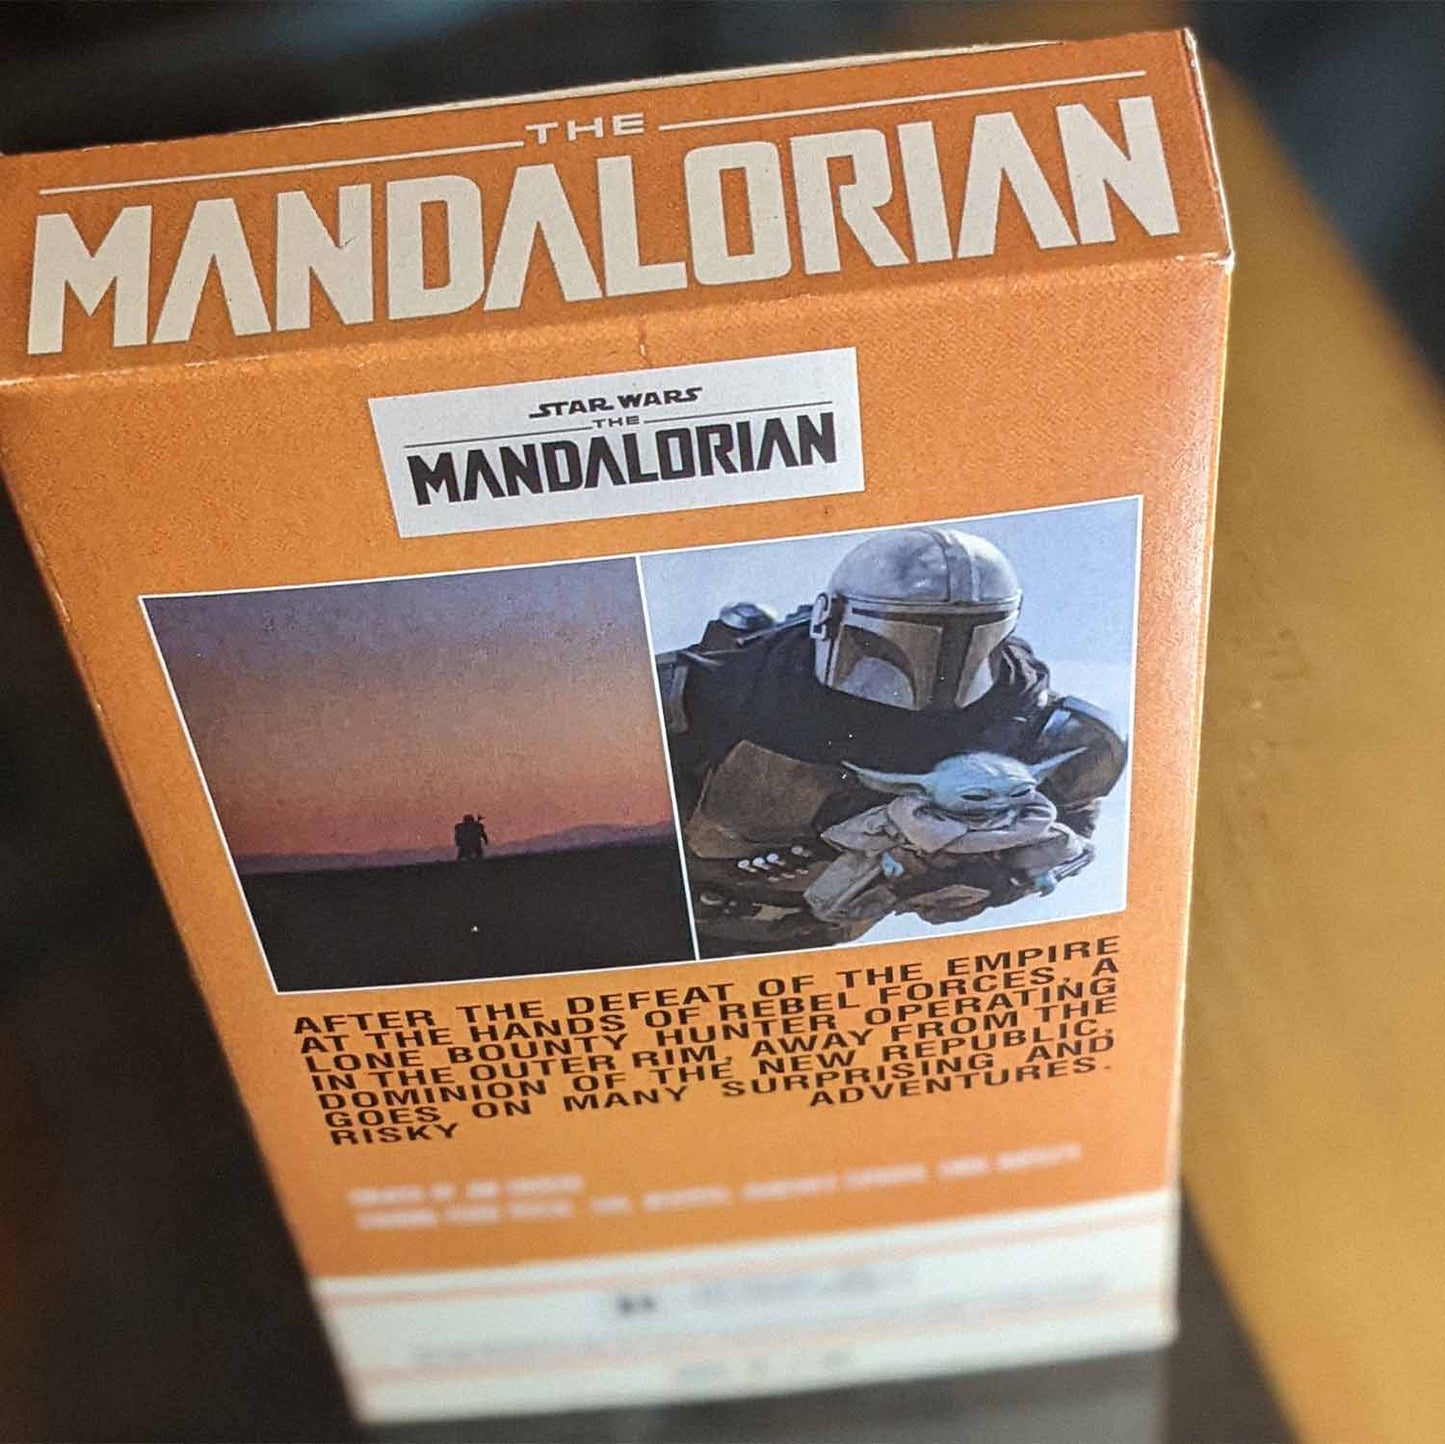 THE
MANDALORIAN
STAR WARS
THE
MANDALORIAN
AFTER THE DEFEAT OF THE EMPIRE
AT THE HANDS OF REBEL FORCES, A
LONE BOUNTY HUNTER OPERATING
IN THE OUTER RIM, AWAY FROM THE
DOMINION OF THE NEW REPUBLIC,
GOES ON MANY SURPRISING AND
RISKY ADVENTURES.